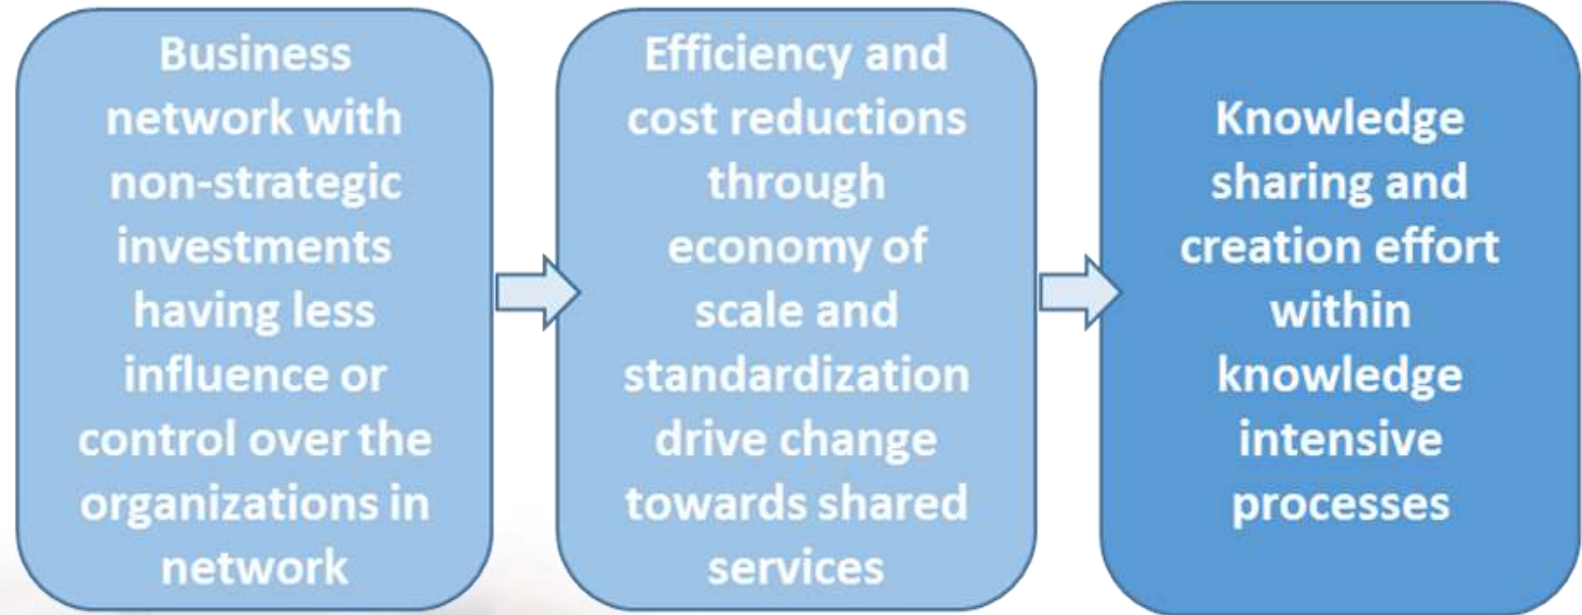 Business
network with
non-strategic
investments
having less
influence or
control over the
organizations in
network
Efficiency and
cost reductions
through
economy of
scale and
standardization
drive change
towards shared
services
Knowledge
sharing and
creation effort
within
knowledge
intensive
processes